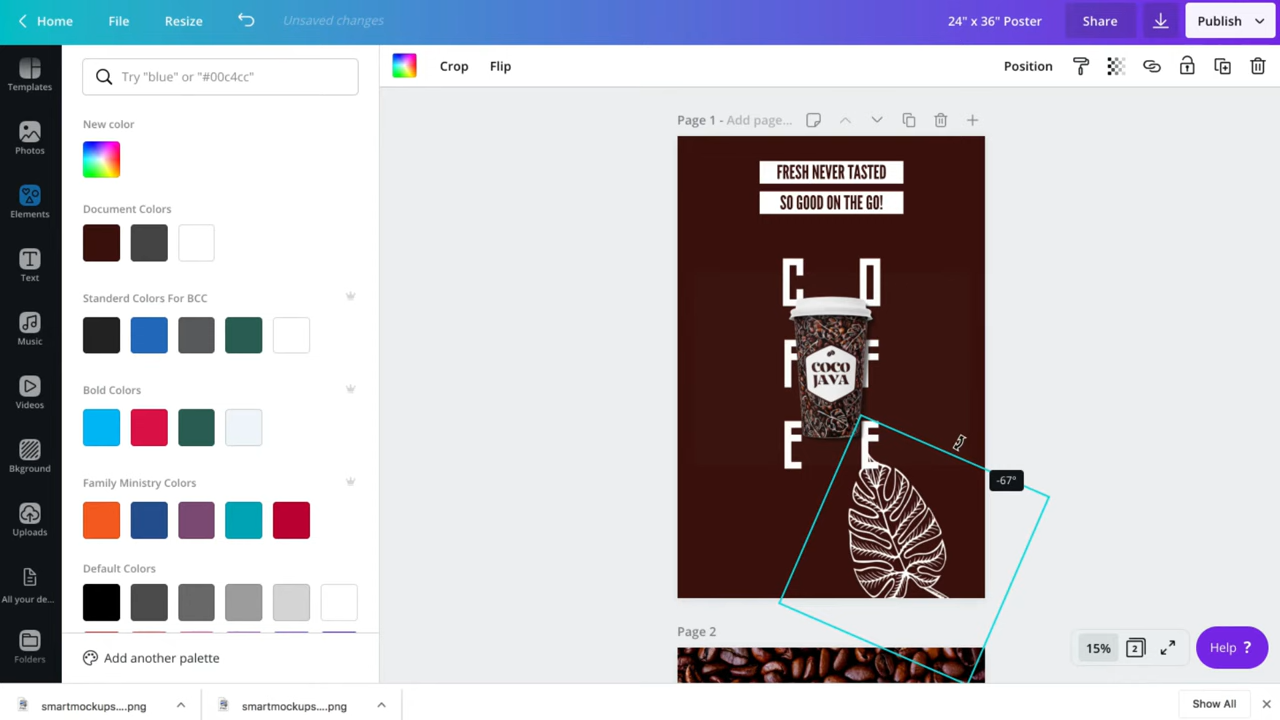 Home File Resize Unsaved changes 24" x 36" Poster Share Publish
Templates
Photos
Elements
Text
Music
Videos
Bkground
Uploads
All your de...
Folders
Try "blue" or "#00c4cc"
New color
Document Colors
Standerd Colors For BCC
Bold Colors
Family Ministry Colors
Default Colors
Add another palette
Crop Flip Position
Page 1 - Add page...
FRESH NEVER TASTED
SO GOOD ON THE GO!
C O
F F
E E
COCO
JAVA
-67°
Page 2
15% 2 Help ?
smartmockups....png smartmockups....png Show All